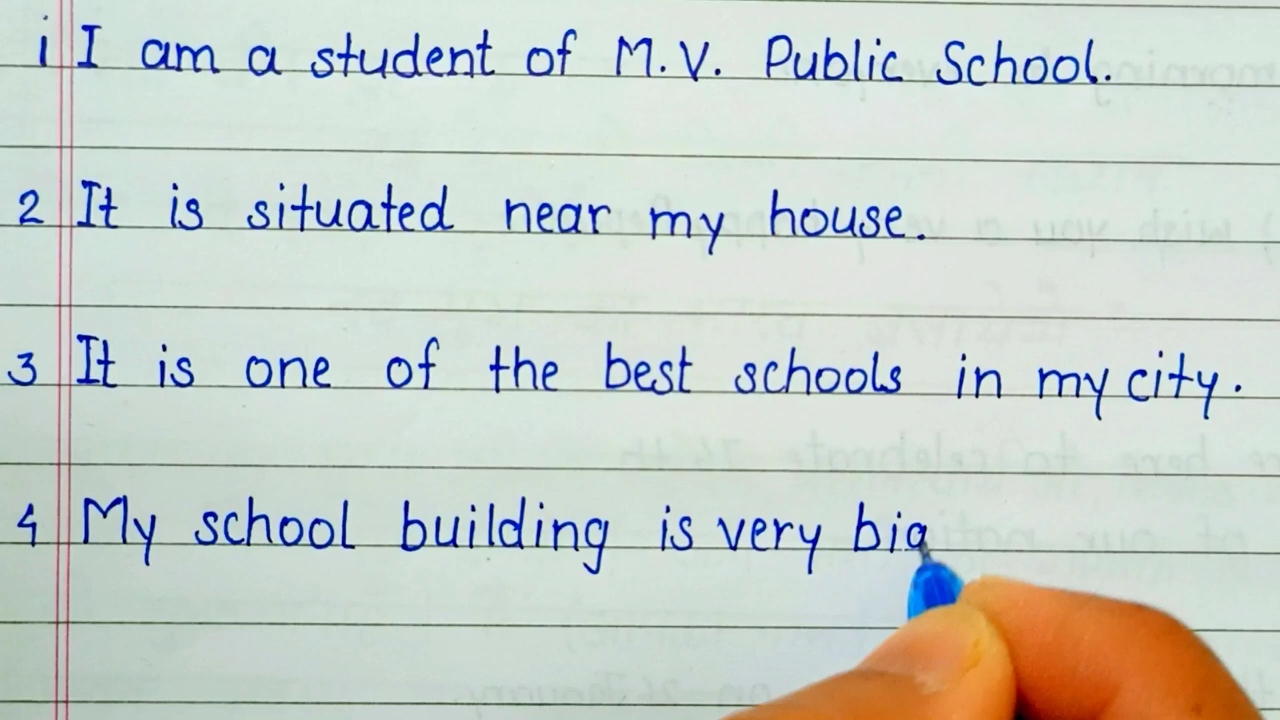 i I am a student of M.V. Public School.
2 It is situated near my house.
3 It is one of the best schools in my city.
4 My school building is very big